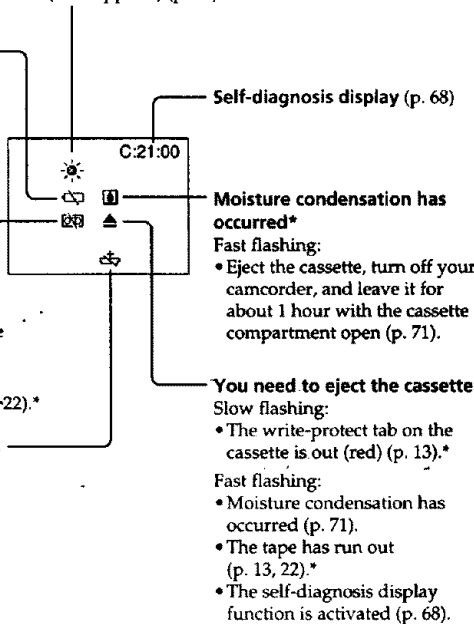 Self-diagnosis display (p. 68)
C:21:00
Moisture condensation has
occurred*
Fast flashing:
• Eject the cassette, turn off your
camcorder, and leave it for
about 1 hour with the cassette
compartment open (p. 71).
You need to eject the cassette
Slow flashing:
• The write-protect tab on the
cassette is out (red) (p. 13).*
-22).*
Fast flashing:
• Moisture condensation has
occurred (p. 71).
• The tape has run out
(p. 13, 22).*
• The self-diagnosis display
function is activated (p. 68).